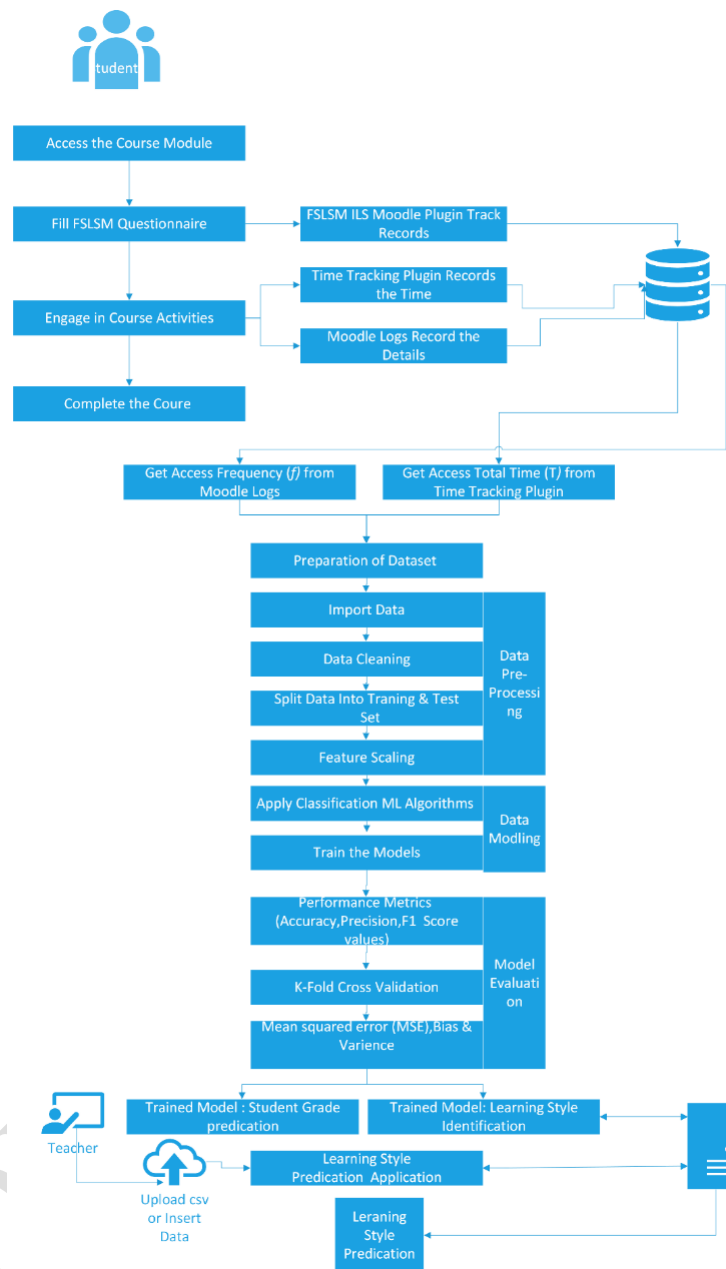 tudent
Access the Course Module
Fill FSLSM Questionnaire
FSLSM ILS Moodle Plugin Track
Records
Time Tracking Plugin Records
the Time
Engage in Course Activities
Moodle Logs Record the
Details
Complete the Coure
Get Access Frequency (f) from
Moodle Logs
Get Access Total Time (T) from
Time Tracking Plugin
Preparation of Dataset
Import Data
Data Cleaning
Split Data Into Traning & Test
Set
Feature Scaling
Data
Pre-
Processi
ng
Apply Classification ML Algorithms
Train the Models
Data
Modling
Performance Metrics
(Accuracy,Precision,F1 Score
values)
K-Fold Cross Validation
Mean squared error (MSE),Bias &
Varience
Model
Evaluati
on
Trained Model : Student Grade
predication
Trained Model: Learning Style
Identification
Teacher
Upload csv
or Insert
Data
Learning Style
Predication Application
Leraning
Style
Predication